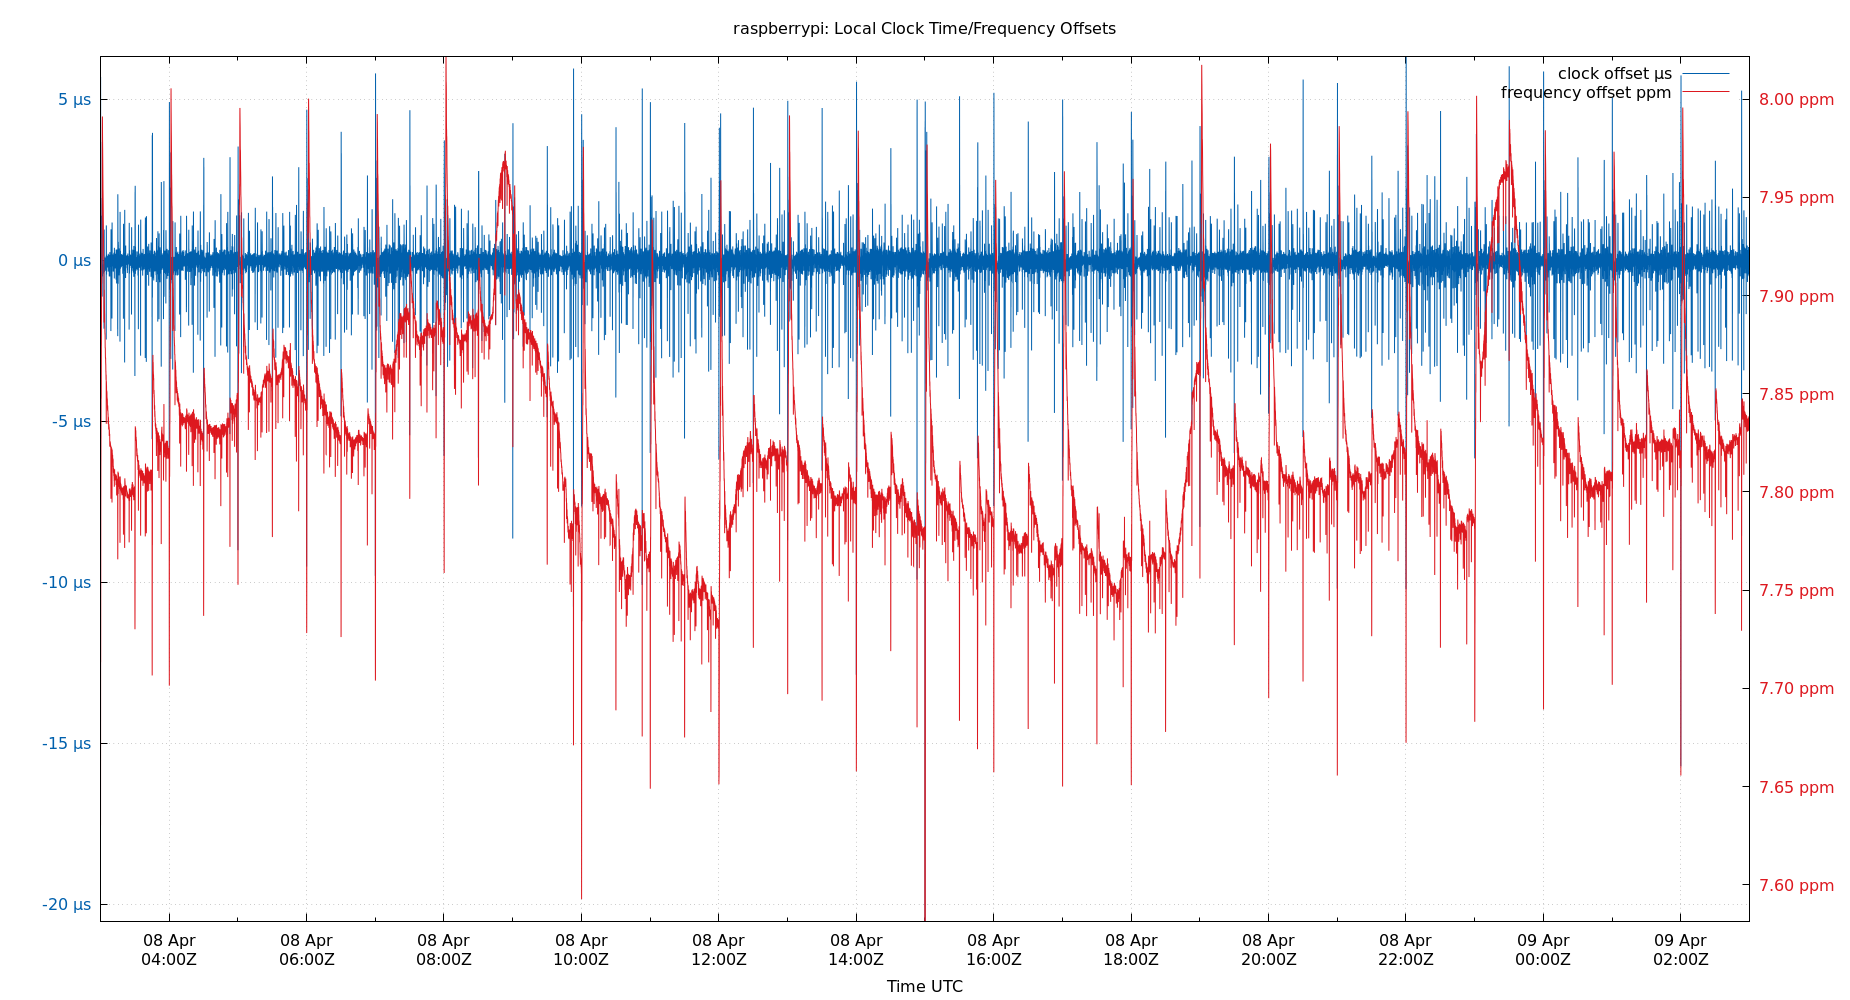 raspberrypi: Local Clock Time/Frequency Offsets
clock offset µs
frequency offset ppm
5 µs
0 µs
-5 µs
-10 µs
-15 µs
-20 µs
8.00 ppm
7.95 ppm
7.90 ppm
7.85 ppm
7.80 ppm
7.75 ppm
7.70 ppm
7.65 ppm
7.60 ppm
08 Apr 08 Apr 08 Apr 08 Apr 08 Apr 08 Apr 08 Apr 08 Apr 08 Apr 08 Apr 09 Apr 09 Apr
04:00Z 06:00Z 08:00Z 10:00Z 12:00Z 14:00Z 16:00Z 18:00Z 20:00Z 22:00Z 00:00Z 02:00Z
Time UTC